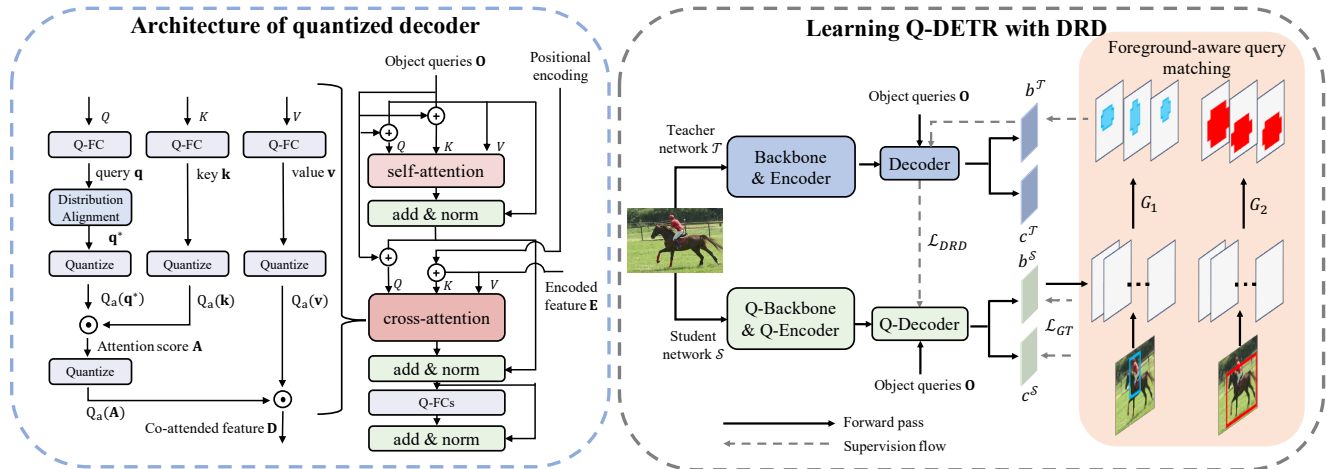 Architecture of quantized decoder
Object queries O
Positional encoding
Q
K
V
Q-FC
Q-FC
Q-FC
query q
key k
value v
Distribution Alignment
q*
Quantize
Quantize
Quantize
Qa(q*)
Qa(k)
Qa(v)
Attention score A
Quantize
Qa(A)
Co-attended feature D
+
+
Q
K
V
self-attention
add & norm
+
+
Q
K
V
Encoded feature E
cross-attention
add & norm
Q-FCs
add & norm
Learning Q-DETR with DRD
Foreground-aware query matching
Object queries O
Teacher network 𝒯
Backbone & Encoder
Decoder
b^𝒯
c^𝒯
ℒ_DRD
Student network 𝒮
Q-Backbone & Q-Encoder
Q-Decoder
Object queries O
b^𝒮
c^𝒮
ℒ_GT
G₁
G₂
...
...
Forward pass
Supervision flow